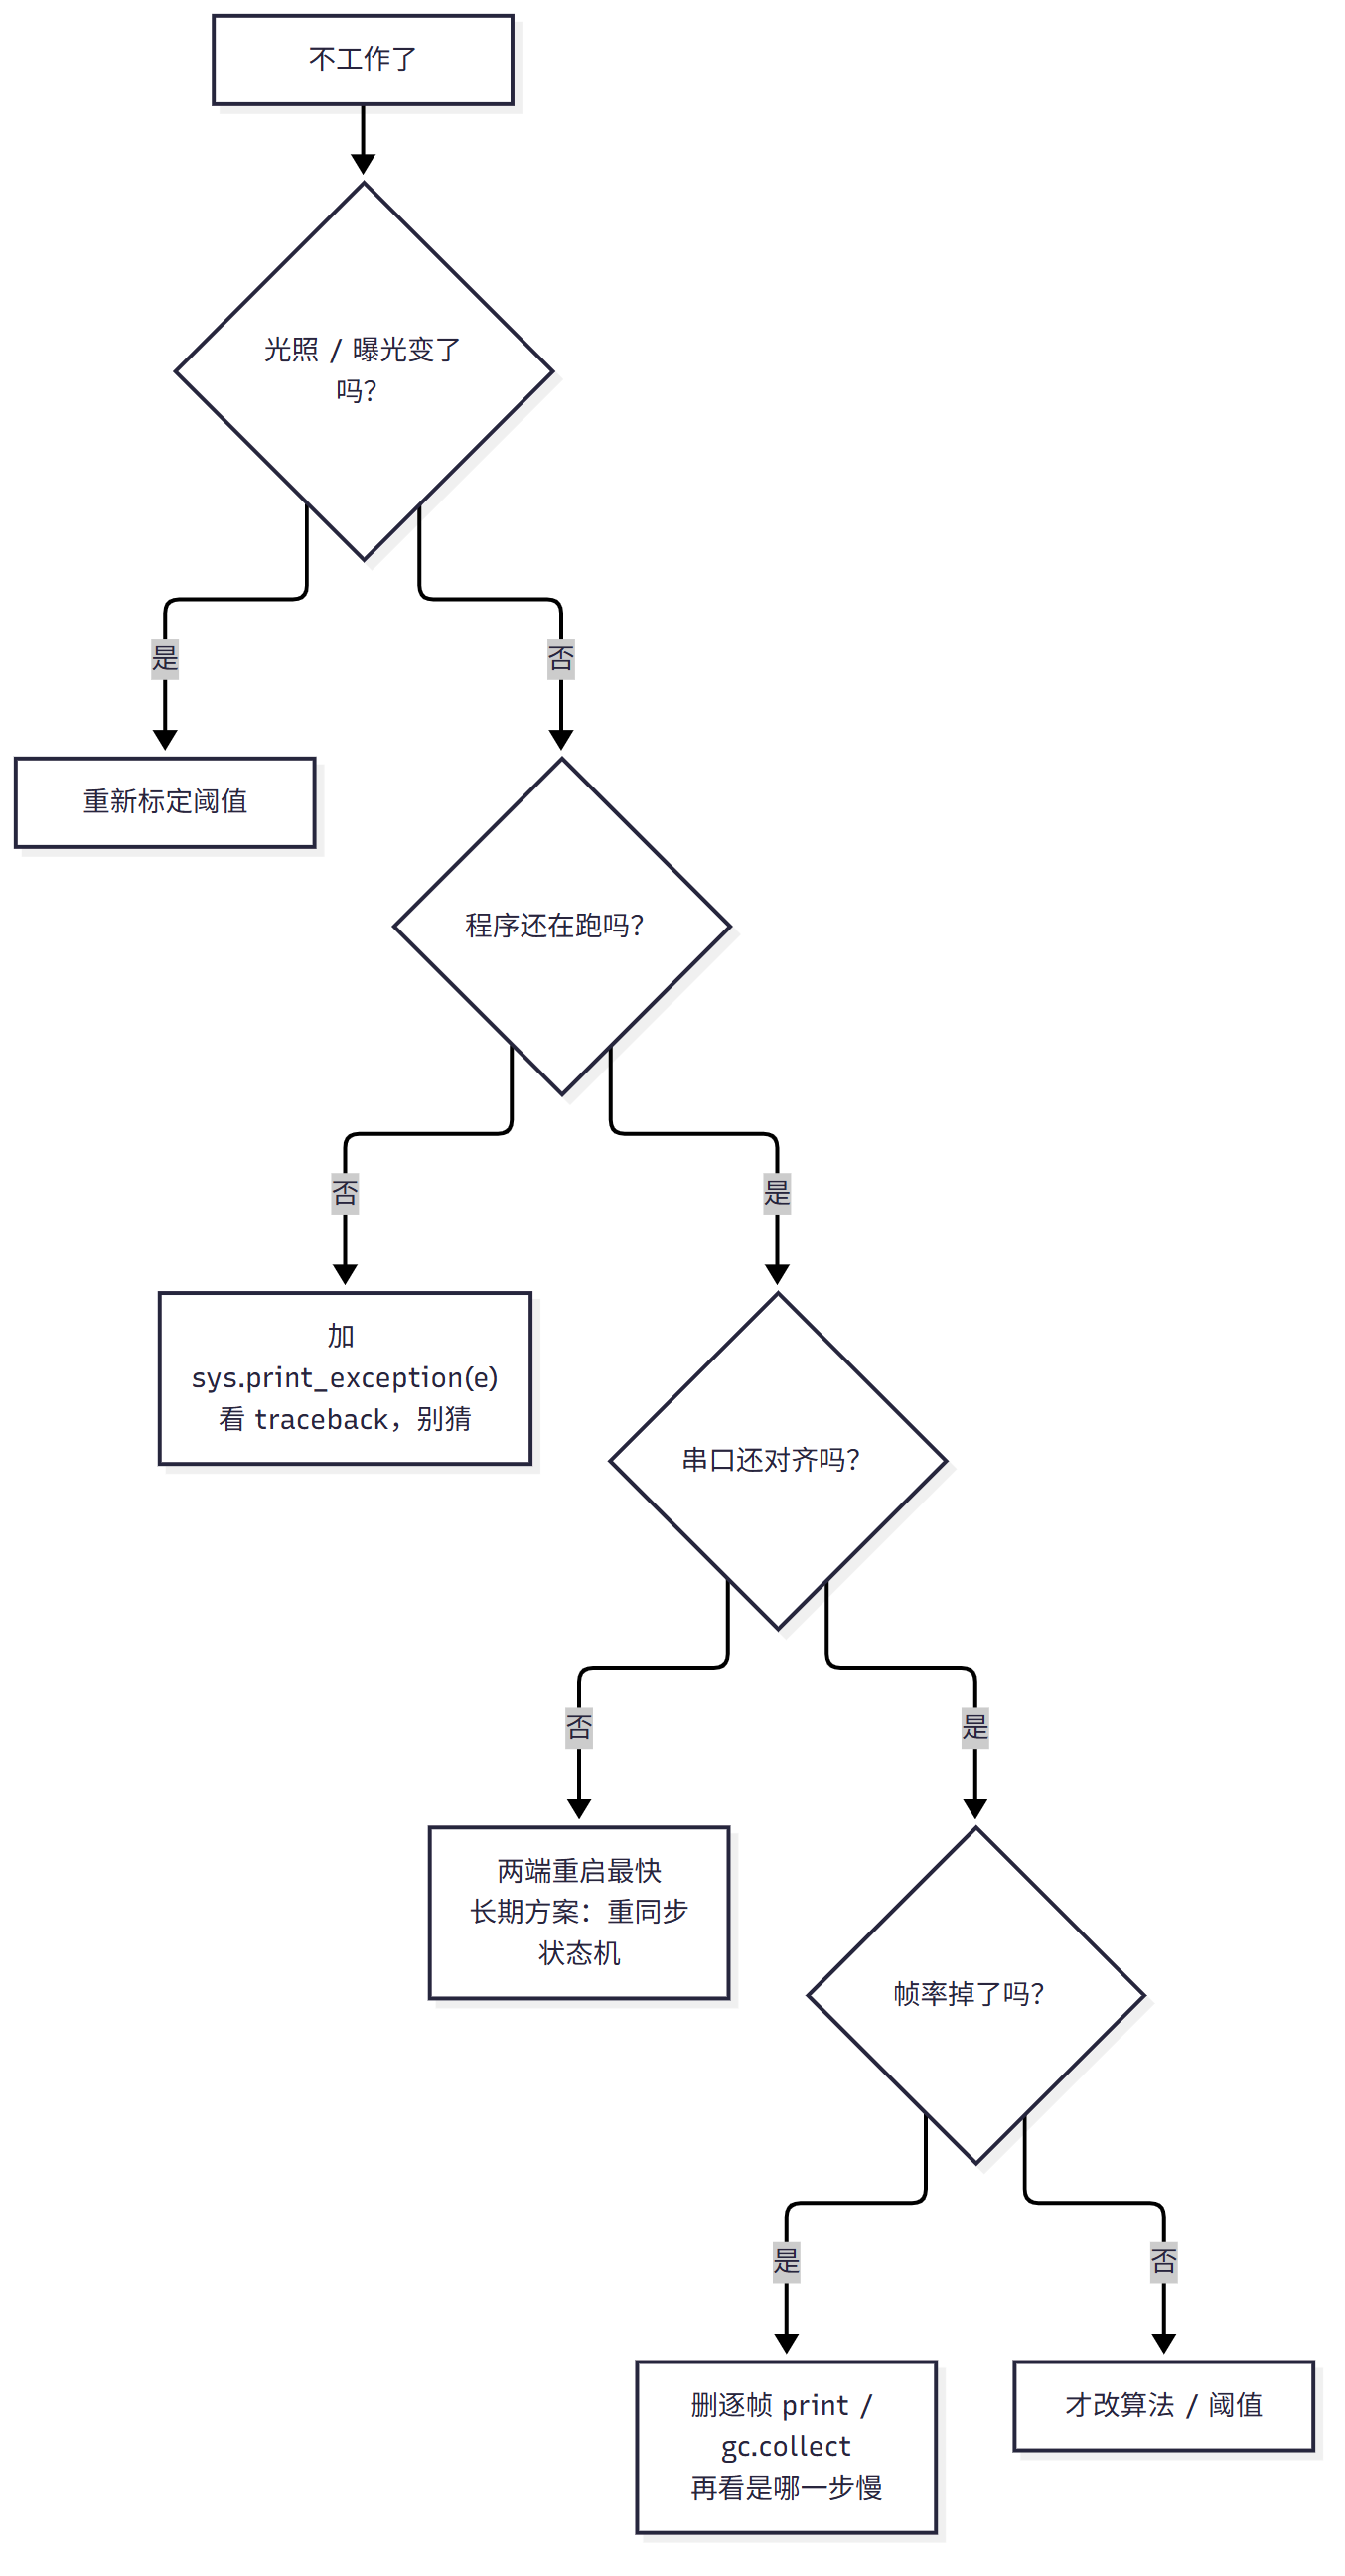 不工作了
光照 / 曝光变了
吗？
是
否
重新标定阈值
程序还在跑吗？
否
是
加
sys.print_exception(e)
看 traceback，别猜
串口还对齐吗？
否
是
两端重启最快
长期方案：重同步
状态机
帧率掉了吗？
是
否
删逐帧 print /
gc.collect
再看是哪一步慢
才改算法 / 阈值